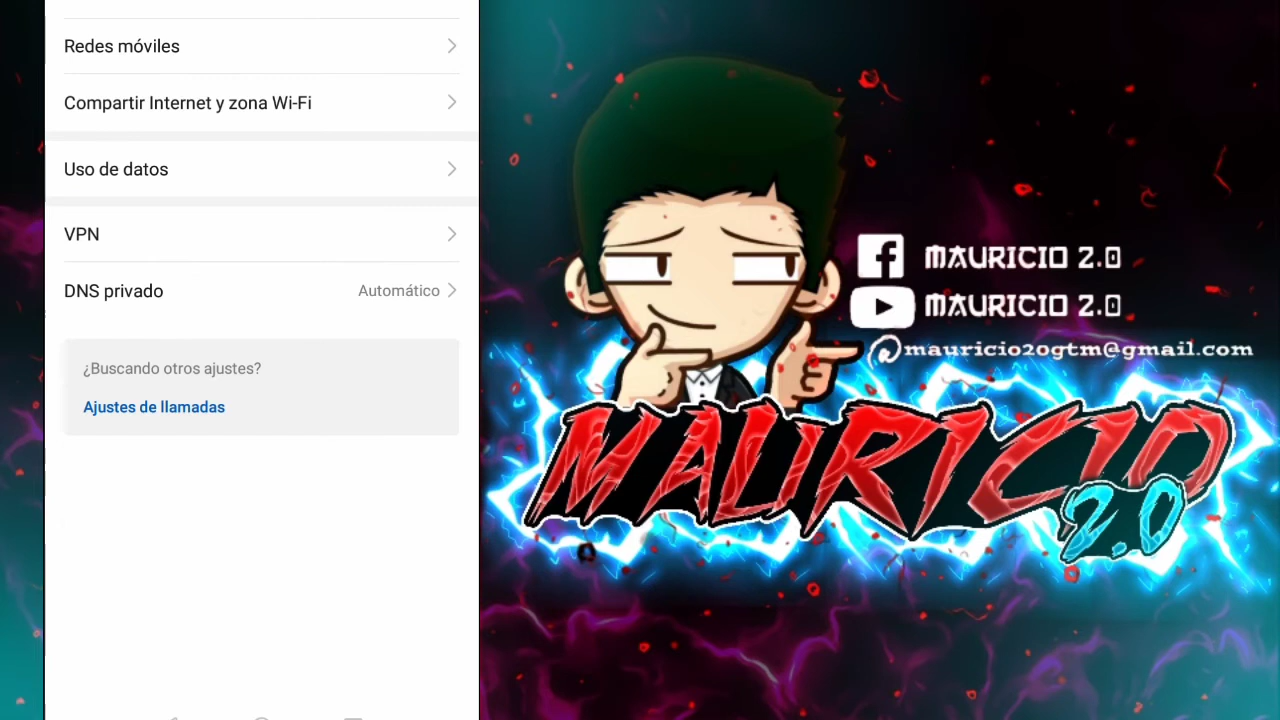 Redes móviles
Compartir Internet y zona Wi-Fi
Uso de datos
VPN
DNS privado Automático
¿Buscando otros ajustes?
Ajustes de llamadas
MAURICIO 2.0
MAURICIO 2.0
mauricio20gtm@gmail.com
MAURICIO
2.0